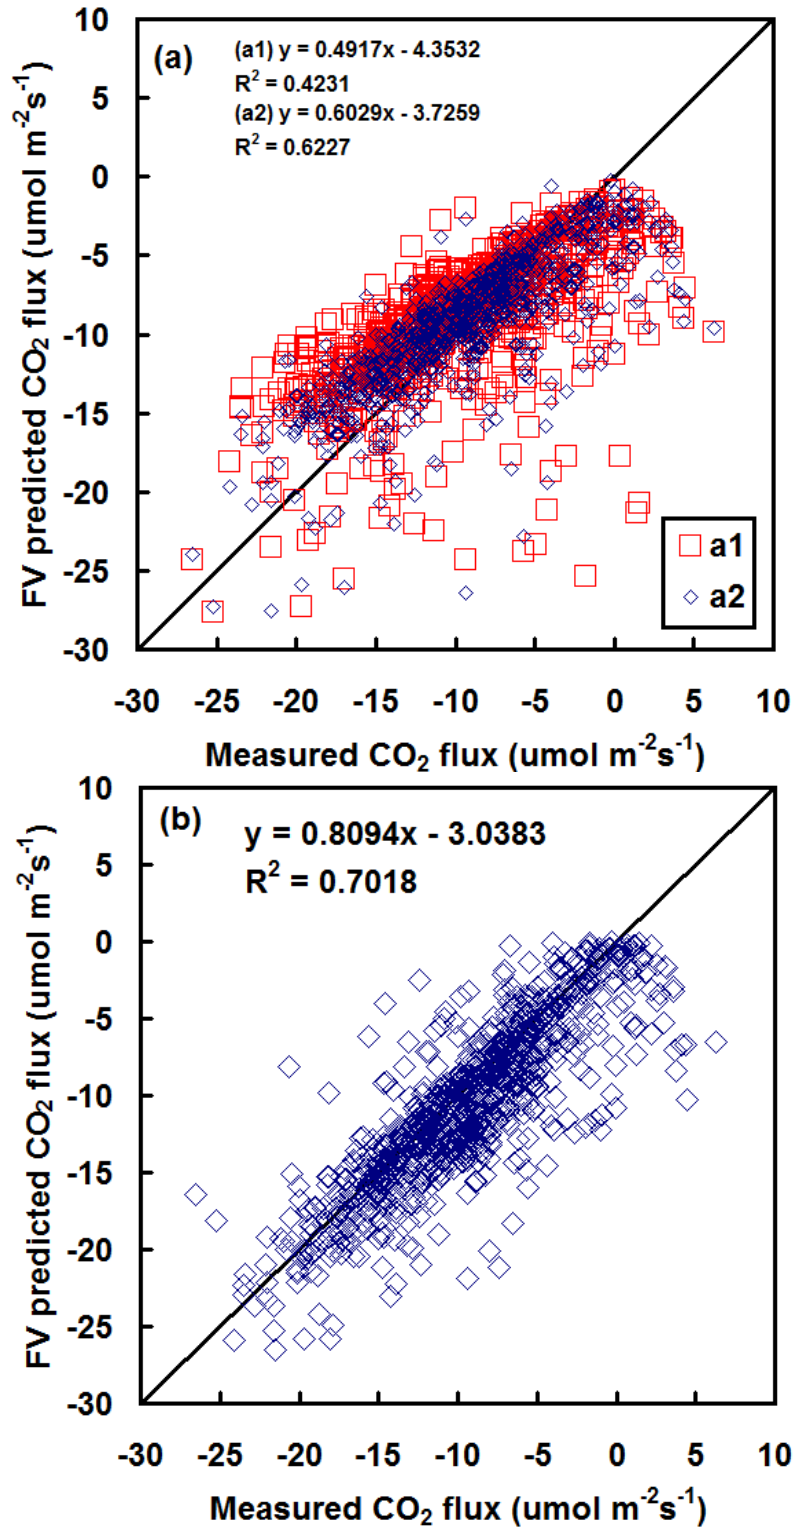 10
5
0
-5
-10
-15
-20
-25
-30
FV predicted CO₂ flux (umol m⁻²s⁻¹)
(a)
(a1) y = 0.4917x - 4.3532
R² = 0.4231
(a2) y = 0.6029x - 3.7259
R² = 0.6227
a1
a2
-30 -25 -20 -15 -10 -5 0 5 10
Measured CO₂ flux (umol m⁻²s⁻¹)
10
5
0
-5
-10
-15
-20
-25
-30
FV predicted CO₂ flux (umol m⁻²s⁻¹)
(b)
y = 0.8094x - 3.0383
R² = 0.7018
-30 -25 -20 -15 -10 -5 0 5 10
Measured CO₂ flux (umol m⁻²s⁻¹)